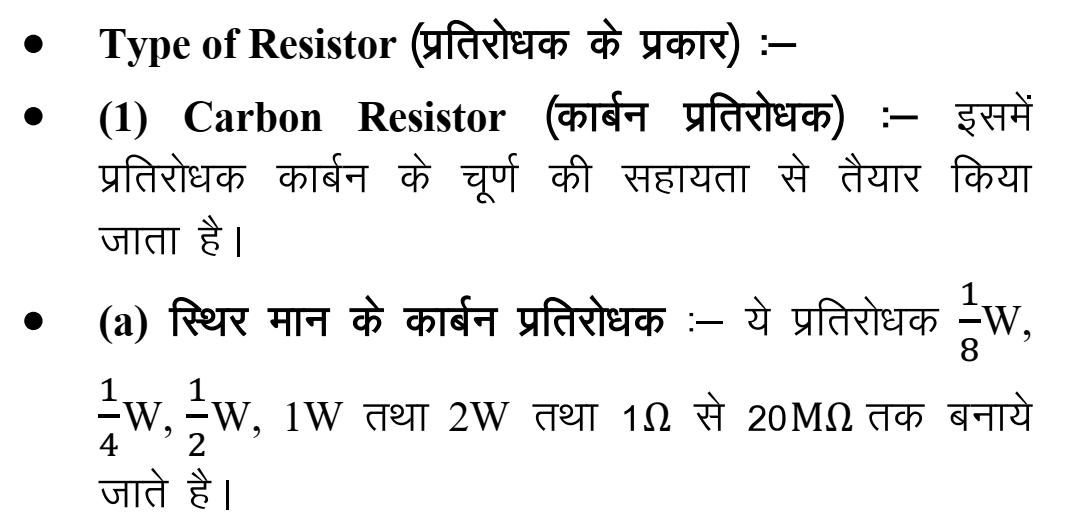 • Type of Resistor (प्रतिरोधक के प्रकार) :–
• (1) Carbon Resistor (कार्बन प्रतिरोधक) :– इसमें
प्रतिरोधक कार्बन के चूर्ण की सहायता से तैयार किया
जाता है।
• (a) स्थिर मान के कार्बन प्रतिरोधक :– ये प्रतिरोधक 1/8W,
1/4W, 1/2W, 1W तथा 2W तथा 1Ω से 20MΩ तक बनाये
जाते है।